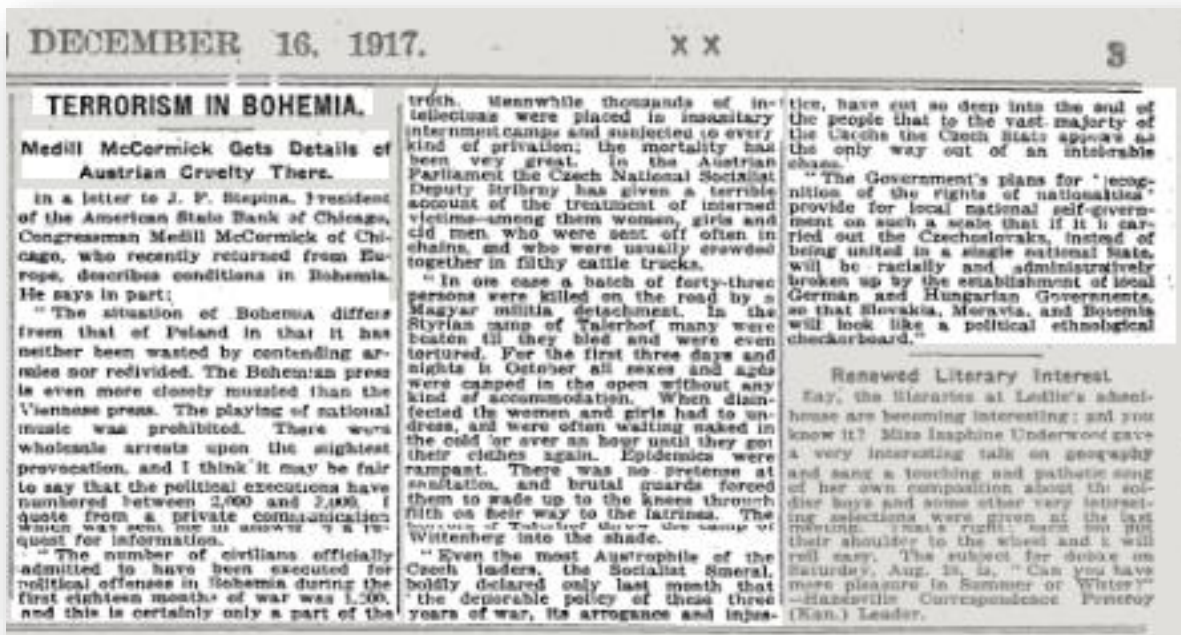 DECEMBER 16, 1917.
X X
3
TERRORISM IN BOHEMIA.
Medill McCormick Gets Details of
Austrian Cruelty There.
In a letter to J. F. Stepina, President
of the American State Bank of Chicago,
Congressman Medill McCormick of Chi-
cago, who recently returned from Eu-
rope, describes conditions in Bohemia.
He says in part:
"The situation of Bohemia differs
from that of Poland in that it has
neither been wasted by contending ar-
mies nor redivided. The Bohemian press
is even more closely muzzled than the
Viennese press. The playing of national
music was prohibited. There were
wholesale arrests upon the slightest
provocation, and I think it may be fair
to say that the political executions have
numbered between 2,000 and I
quote from a private communication
which was sent me in answer to a re-
quest for information.
"The number of civilians officially
admitted to have been executed for
political offenses in Bohemia during the
first eighteen months of war was
and this is certainly only a part of the
truth. Meanwhile thousands of in-
tellectuals were placed in insanitary
internment camps and subjected to every
kind of privation; the mortality has
been very great. In the Austrian
Parliament the Czech National Socialist
Deputy Stribrny has given a terrible
account of the treatment of interned
victims—among them women, girls and
old men, who were sent off often in
chains, and who were usually crowded
together in filthy cattle trucks.
"In one case a batch of forty-three
persons were killed on the road by a
Magyar militia detachment. In the
Styrian camp of Talerhof many were
beaten till they bled and were even
tortured. For the first three days and
nights in October all sexes and ages
were camped in the open without any
kind of accommodation. When disin-
fected the women and girls had to un-
dress, and were often waiting naked in
the cold for over an hour until they got
their clothes again. Epidemics were
rampant. There was no pretense at
sanitation, and brutal guards forced
them to wade up to the knees through
filth on their way to the latrines. The
horrors of Talerhof threw the camp of
Wittenberg into the shade.
"Even the most Austrophile of the
Czech leaders, the Socialist Smeral,
boldly declared only last month that
'the deplorable policy of these three
years of war, its arrogance and injus-
tice, have cut so deep into the soul of
the people that to the vast majority of
the Czechs the Czech State appears as
the only way out of an intolerable
chaos.'
"The Government's plans for 'recog-
nition of the rights of nationalities'
provide for local national self-govern-
ment on such a scale that if it is car-
ried out the Czechoslovaks, instead of
being united in a single national State,
will be racially and administratively
broken up by the establishment of local
German and Hungarian Governments,
so that Slovakia, Moravia, and Bohemia
will look like a political ethnological
checkerboard."
Renewed Literary Interest
Say, the literaries at Leslie's school-
house are becoming interesting; and you
know it? Miss Insphine Underwood gave
a very interesting talk on geography
and sang a touching and pathetic song
of her own composition about the sol-
dier boys and some other very interest-
ing selections were given at the last
meeting.
their shoulder to the wheel and it will
roll easy. The subject for debate on
Saturday, Aug. is, "Can you have
more pleasure in Summer or Winter?"
Correspondence Pomeroy
(Kan.) Leader.